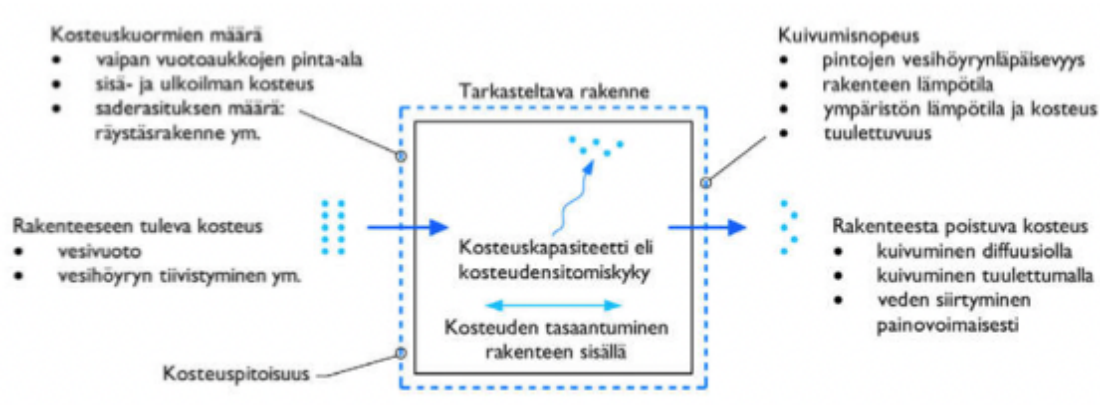 Kosteuskuormien määrä
• vaipan vuotoaukkojen pinta-ala
• sisä- ja ulkoilman kosteus
• saderasituksen määrä:
räystäsrakenne ym.
Tarkasteltava rakenne
Kuivumisnopeus
• pintojen vesihöyrynläpäisevyys
• rakenteen lämpötila
• ympäristön lämpötila ja kosteus
• tuulettuvuus
Rakenteeseen tuleva kosteus
• vesivuoto
• vesihöyryn tiivistyminen ym.
Kosteuskapasiteetti eli
kosteudensitomiskyky
Kosteuden tasaantuminen
rakenteen sisällä
Rakenteesta poistuva kosteus
• kuivuminen diffuusiolla
• kuivuminen tuulettumalla
• veden siirtyminen
painovoimaisesti
Kosteuspitoisuus